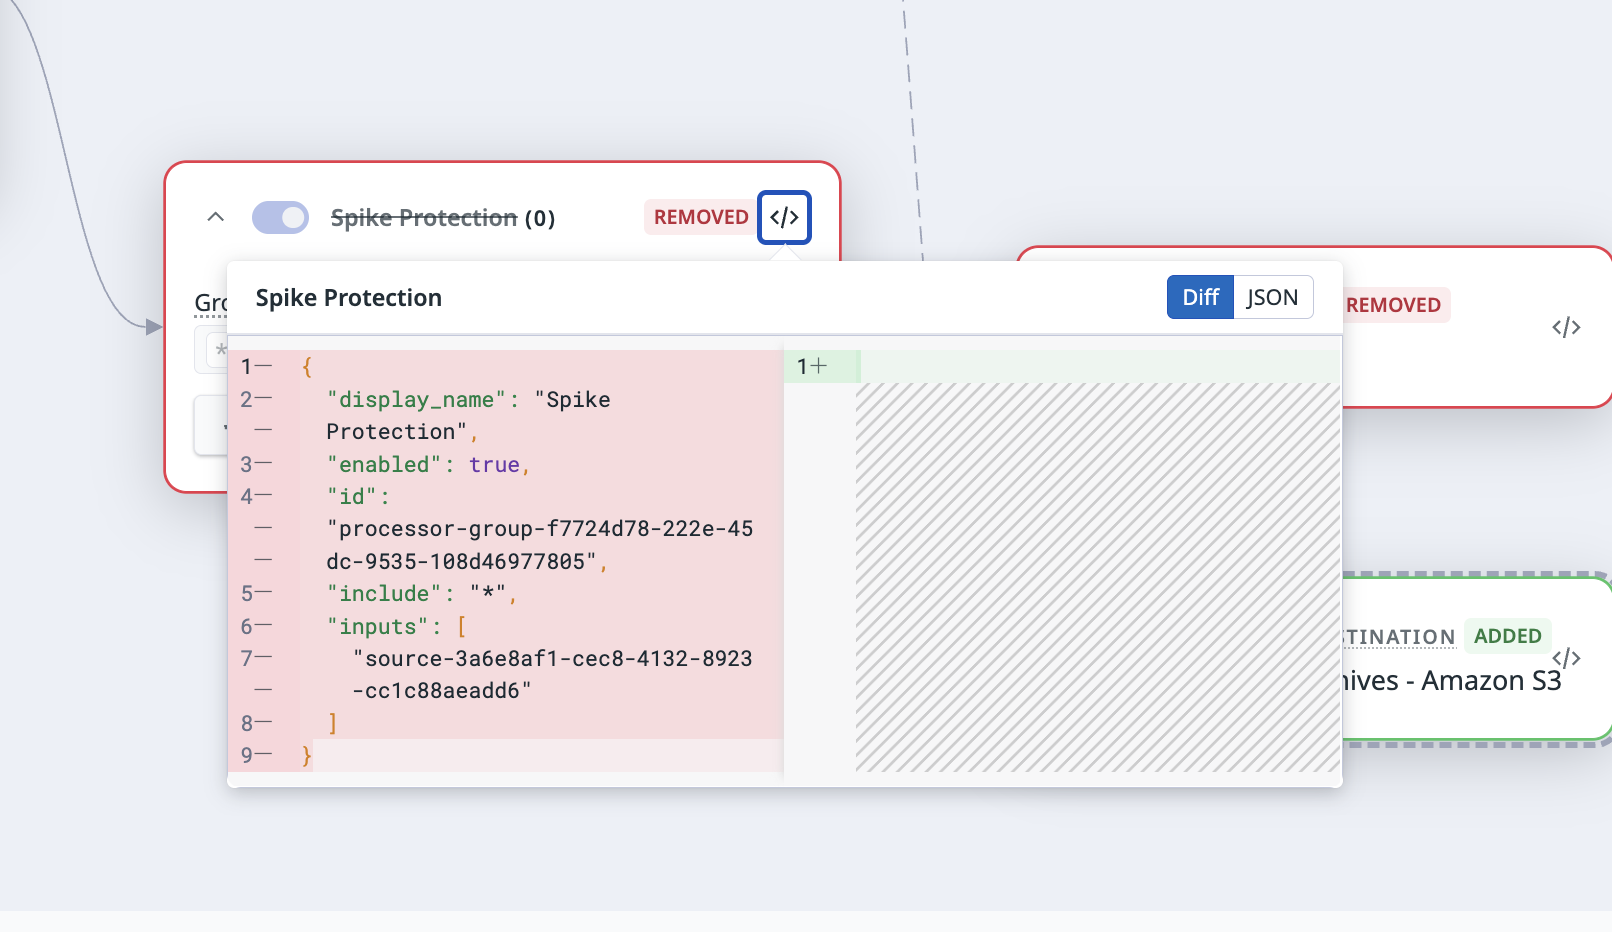 Spike Protection (0)
REMOVED
</>
Spike Protection
Diff
JSON
REMOVED
</>
Gro
*
1— {
2— "display_name": "Spike
— Protection",
3— "enabled": true,
4— "id":
— "processor-group-f7724d78-222e-45
— dc-9535-108d46977805",
5— "include": "*",
6— "inputs": [
7— "source-3a6e8af1-cec8-4132-8923
— -cc1c88aeadd6"
8— ]
9— }
1+
TINATION
ADDED
</>
ives - Amazon S3